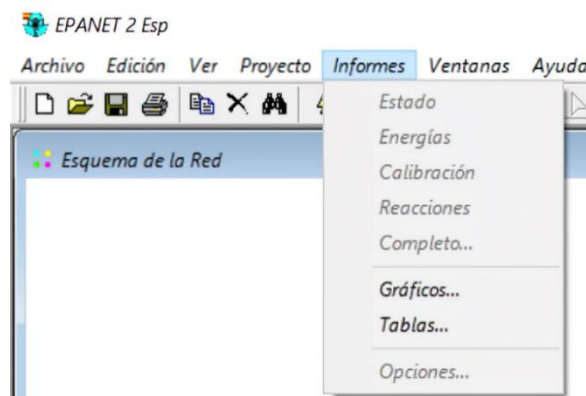 EPANET 2 Esp
Archivo Edición Ver Proyecto Informes Ventanas Ayuda
Esquema de la Red
Estado
Energías
Calibración
Reacciones
Completo...
Gráficos...
Tablas...
Opciones...